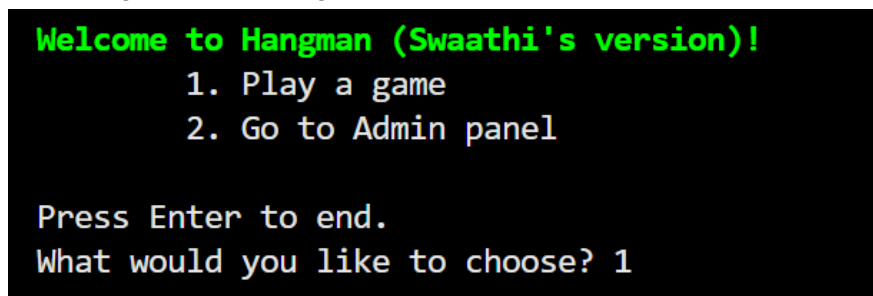 Welcome to Hangman (Swaathi's version)!
1. Play a game
2. Go to Admin panel
Press Enter to end.
What would you like to choose? 1